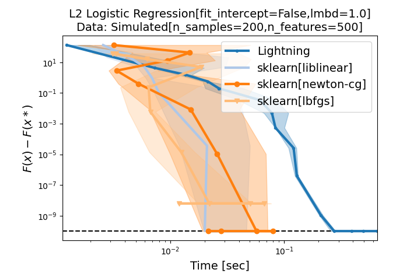 L2 Logistic Regression[fit_intercept=False,lmbd=1.0]
Data: Simulated[n_samples=200,n_features=500]
Lightning
sklearn[liblinear]
sklearn[newton-cg]
sklearn[lbfgs]
F(x) − F(x*)
10¹
10⁻¹
10⁻³
10⁻⁵
10⁻⁷
10⁻⁹
10⁻² 10⁻¹
Time [sec]